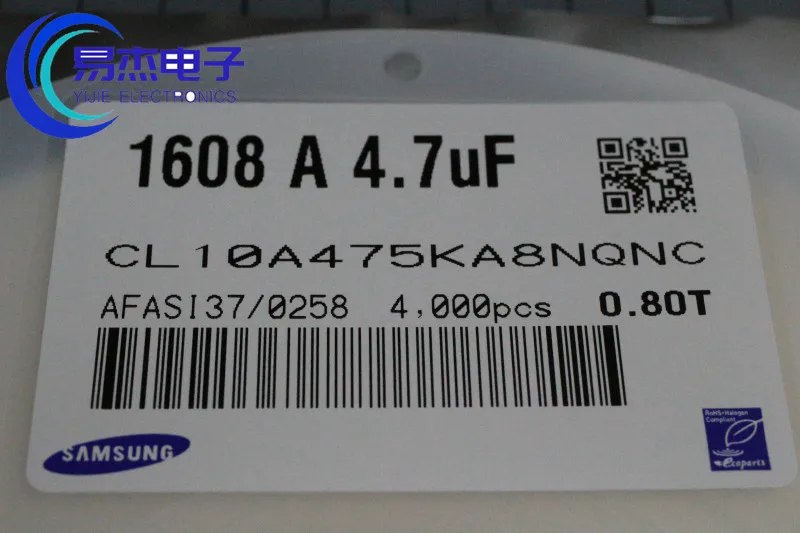 易杰电子
YIJIE ELECTRONICS
1608 A 4.7uF
CL10A475KA8NQNC
AFASI37/0258 4,000pcs 0.80T
SAMSUNG
RoHS+Halogen
Compliant
ecoparts